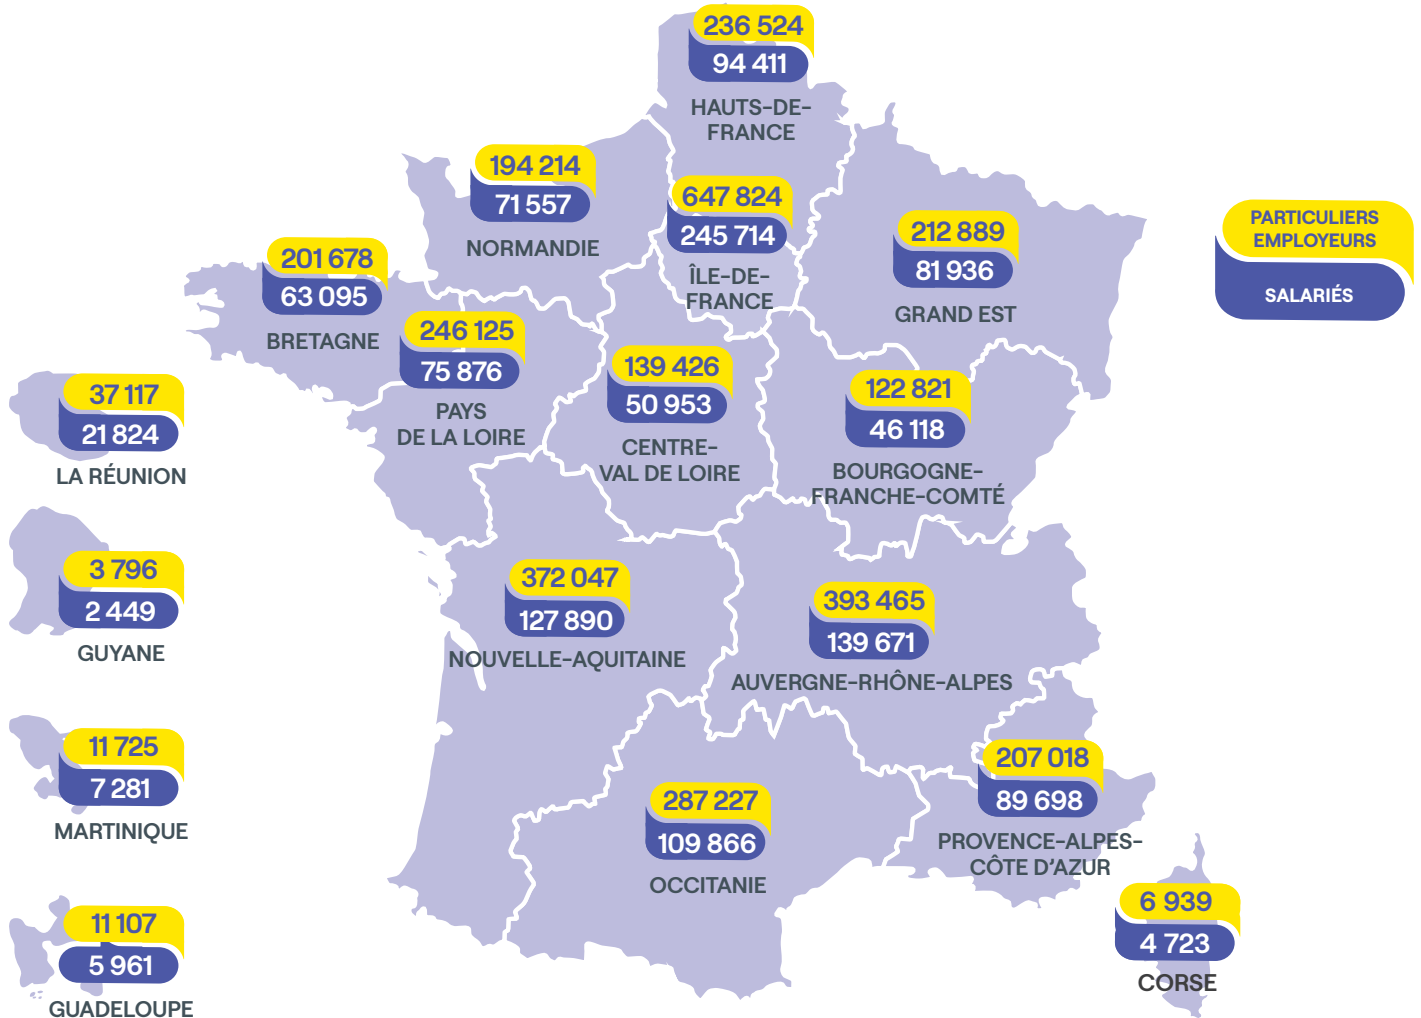 236 524
94 411
HAUTS-DE-
FRANCE
194 214
71 557
NORMANDIE
647 824
245 714
ÎLE-DE-
FRANCE
212 889
81 936
GRAND EST
PARTICULIERS
EMPLOYEURS
SALARIÉS
201 678
63 095
BRETAGNE
246 125
75 876
PAYS
DE LA LOIRE
139 426
50 953
CENTRE-
VAL DE LOIRE
122 821
46 118
BOURGOGNE-
FRANCHE-COMTÉ
37 117
21 824
LA RÉUNION
3 796
2 449
GUYANE
372 047
127 890
NOUVELLE-AQUITAINE
393 465
139 671
AUVERGNE-RHÔNE-ALPES
11 725
7 281
MARTINIQUE
287 227
109 866
OCCITANIE
207 018
89 698
PROVENCE-ALPES-
CÔTE D'AZUR
11 107
5 961
GUADELOUPE
6 939
4 723
CORSE